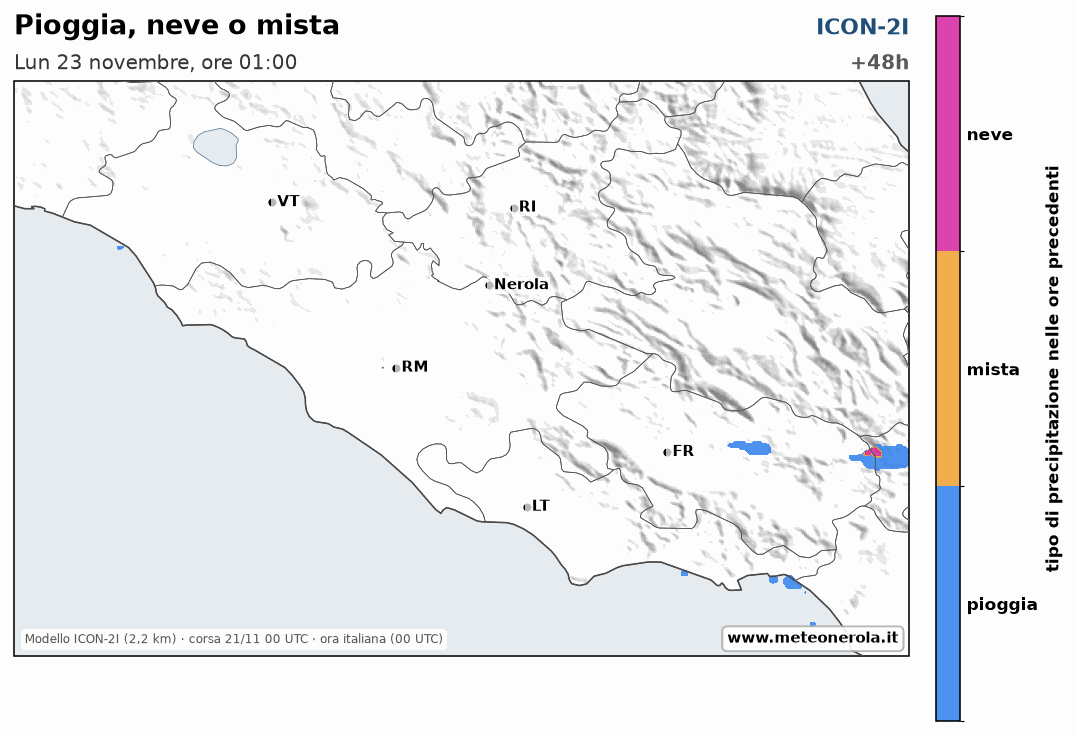 Pioggia, neve o mista
ICON-2I
Lun 23 novembre, ore 01:00
+48h
neve
VT
RI
Nerola
mista
RM
FR
LT
pioggia
tipo di precipitazione nelle ore precedenti
Modello ICON-2I (2,2 km) · corsa 21/11 00 UTC · ora italiana (00 UTC)
www.meteonerola.it